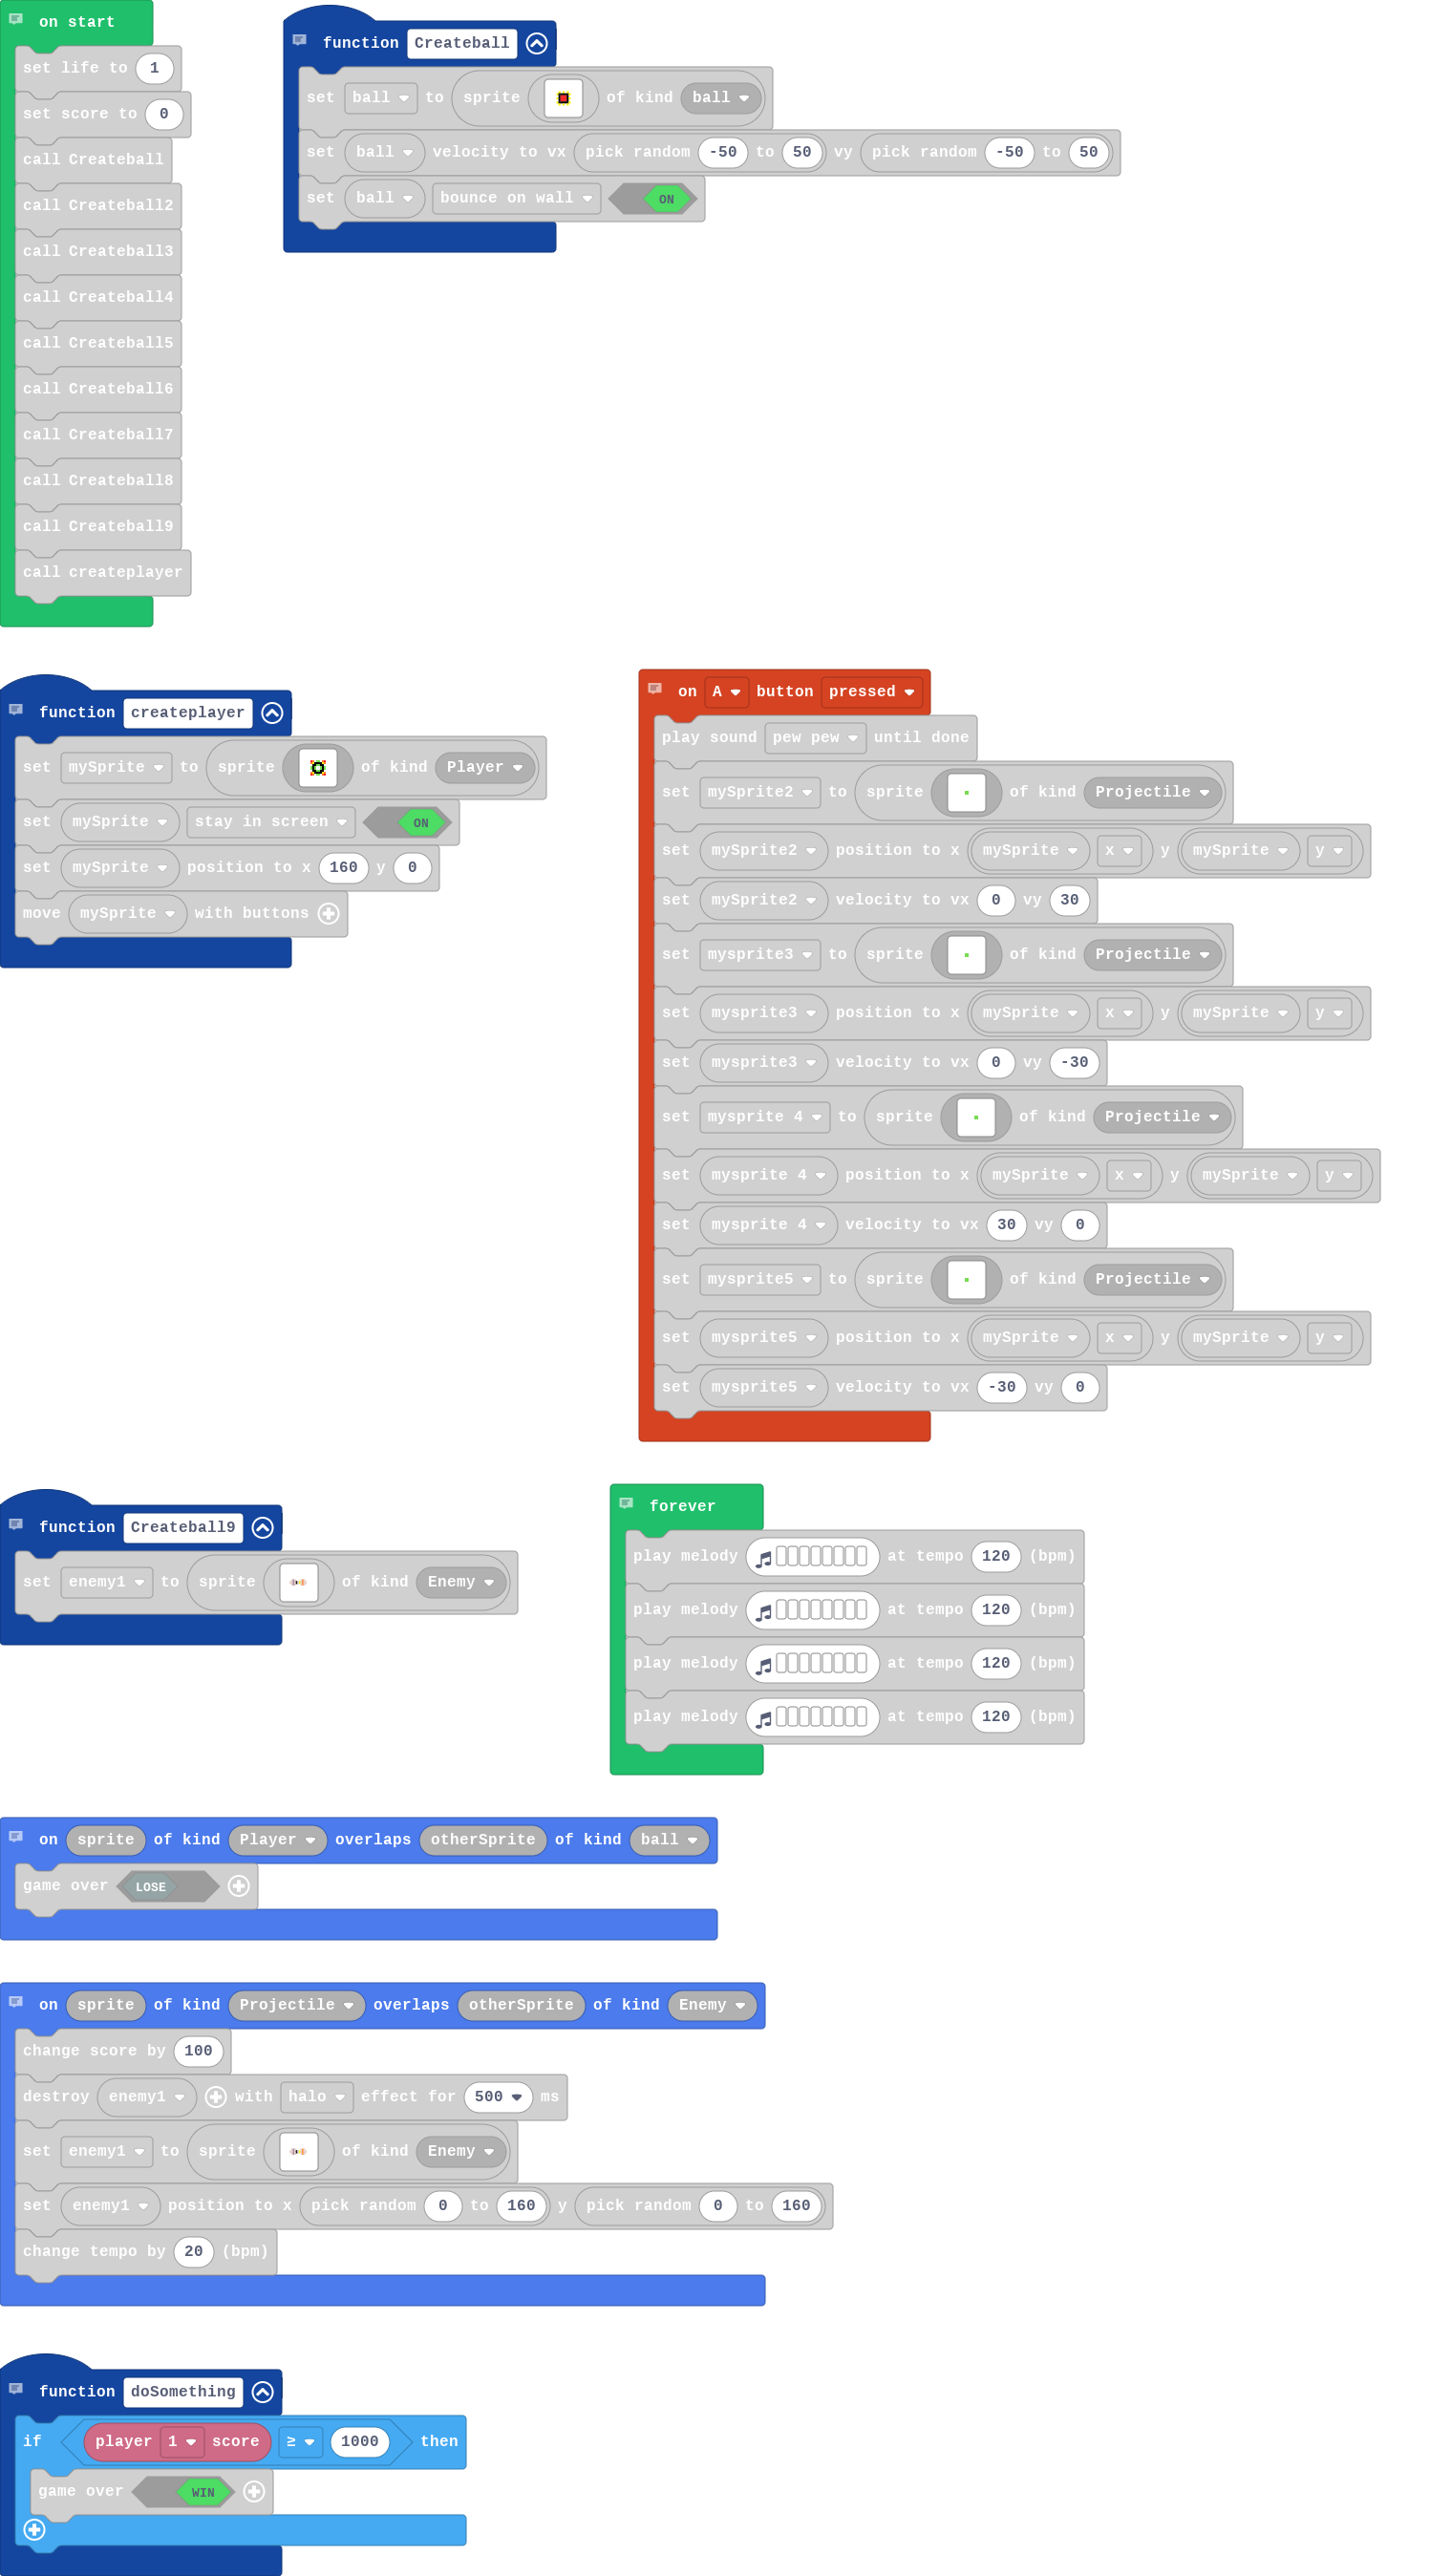 on start
set life to 1
set score to 0
call Createball
call Createball2
call Createball3
call Createball4
call Createball5
call Createball6
call Createball7
call Createball8
call Createball9
call createplayer
function Createball
set ball to sprite of kind ball
set ball velocity to vx pick random -50 to 50 vy pick random -50 to 50
set ball bounce on wall ON
function createplayer
set mySprite to sprite of kind Player
set mySprite stay in screen ON
set mySprite position to x 160 y 0
move mySprite with buttons
on A button pressed
play sound pew pew until done
set mySprite2 to sprite of kind Projectile
set mySprite2 position to x mySprite x y mySprite y
set mySprite2 velocity to vx 0 vy 30
set mysprite3 to sprite of kind Projectile
set mysprite3 position to x mySprite x y mySprite y
set mysprite3 velocity to vx 0 vy -30
set mysprite 4 to sprite of kind Projectile
set mysprite 4 position to x mySprite x y mySprite y
set mysprite 4 velocity to vx 30 vy 0
set mysprite5 to sprite of kind Projectile
set mysprite5 position to x mySprite x y mySprite y
set mysprite5 velocity to vx -30 vy 0
function Createball9
set enemy1 to sprite of kind Enemy
forever
play melody at tempo 120 (bpm)
play melody at tempo 120 (bpm)
play melody at tempo 120 (bpm)
play melody at tempo 120 (bpm)
on sprite of kind Player overlaps otherSprite of kind ball
game over LOSE
on sprite of kind Projectile overlaps otherSprite of kind Enemy
change score by 100
destroy enemy1 with halo effect for 500 ms
set enemy1 to sprite of kind Enemy
set enemy1 position to x pick random 0 to 160 y pick random 0 to 160
change tempo by 20 (bpm)
function doSomething
if player 1 score ≥ 1000 then
game over WIN